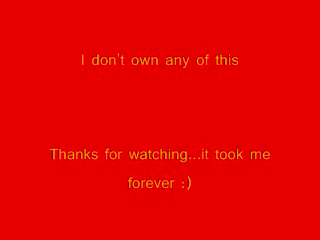 I don't own any of this
Thanks for watching...it took me
forever :)